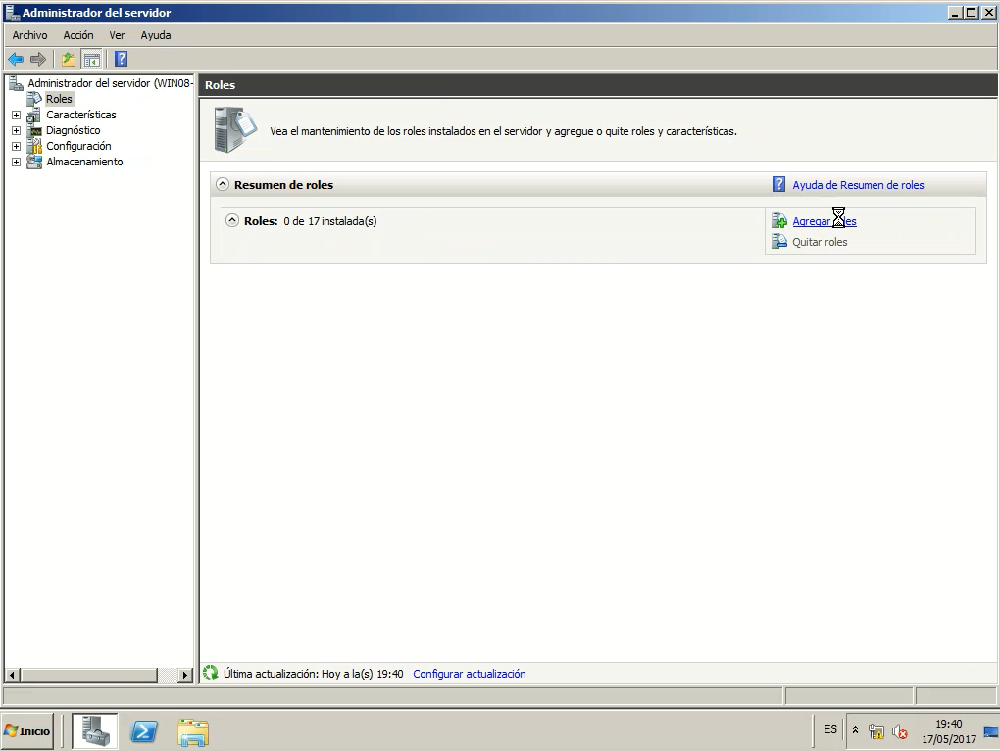 Administrador del servidor
Archivo Acción Ver Ayuda
Administrador del servidor (WIN08-
Roles
Características
Diagnóstico
Configuración
Almacenamiento
Roles
Vea el mantenimiento de los roles instalados en el servidor y agregue o quite roles y características.
Resumen de roles
Ayuda de Resumen de roles
Roles: 0 de 17 instalada(s)
Agregar roles
Quitar roles
Última actualización: Hoy a la(s) 19:40 Configurar actualización
Inicio
ES
19:40
17/05/2017